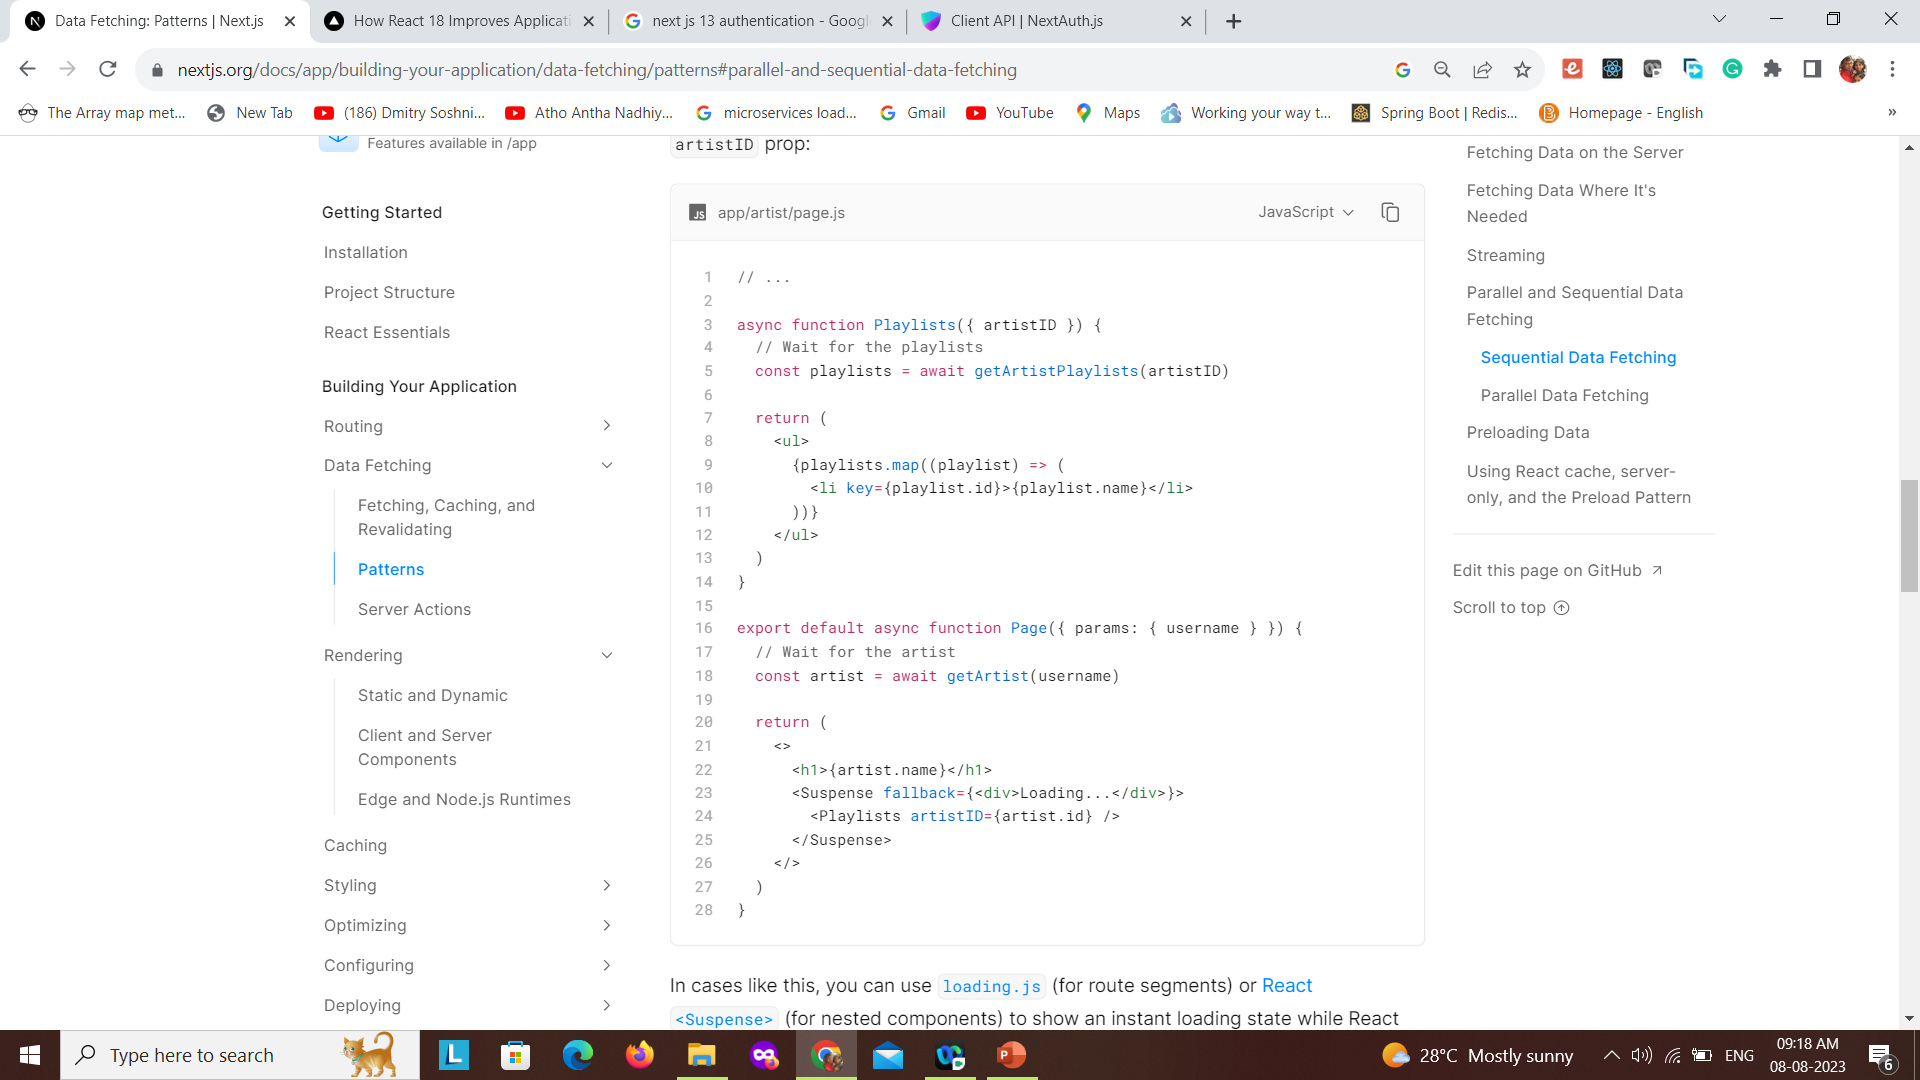 Data Fetching: Patterns | Next.js
How React 18 Improves Applicati
next js 13 authentication - Googl
Client API | NextAuth.js
nextjs.org/docs/app/building-your-application/data-fetching/patterns#parallel-and-sequential-data-fetching
The Array map met...
New Tab
(186) Dmitry Soshni...
Atho Antha Nadhiy...
microservices load...
Gmail
YouTube
Maps
Working your way t...
Spring Boot | Redis...
Homepage - English
»
Features available in /app
Getting Started
Installation
Project Structure
React Essentials
Building Your Application
Routing
Data Fetching
Fetching, Caching, and
Revalidating
Patterns
Server Actions
Rendering
Static and Dynamic
Client and Server
Components
Edge and Node.js Runtimes
Caching
Styling
Optimizing
Configuring
Deploying
artistID prop:
JS app/artist/page.js
JavaScript
1 // ...
2
3 async function Playlists({ artistID }) {
4 // Wait for the playlists
5 const playlists = await getArtistPlaylists(artistID)
6
7 return (
8 <ul>
9 {playlists.map((playlist) => (
10 <li key={playlist.id}>{playlist.name}</li>
11 ))}
12 </ul>
13 )
14 }
15
16 export default async function Page({ params: { username } }) {
17 // Wait for the artist
18 const artist = await getArtist(username)
19
20 return (
21 <>
22 <h1>{artist.name}</h1>
23 <Suspense fallback={<div>Loading...</div>}>
24 <Playlists artistID={artist.id} />
25 </Suspense>
26 </>
27 )
28 }
In cases like this, you can use loading.js (for route segments) or React
<Suspense> (for nested components) to show an instant loading state while React
Fetching Data on the Server
Fetching Data Where It's
Needed
Streaming
Parallel and Sequential Data
Fetching
Sequential Data Fetching
Parallel Data Fetching
Preloading Data
Using React cache, server-
only, and the Preload Pattern
Edit this page on GitHub
Scroll to top
Type here to search
28°C Mostly sunny
ENG
09:18 AM
08-08-2023
6